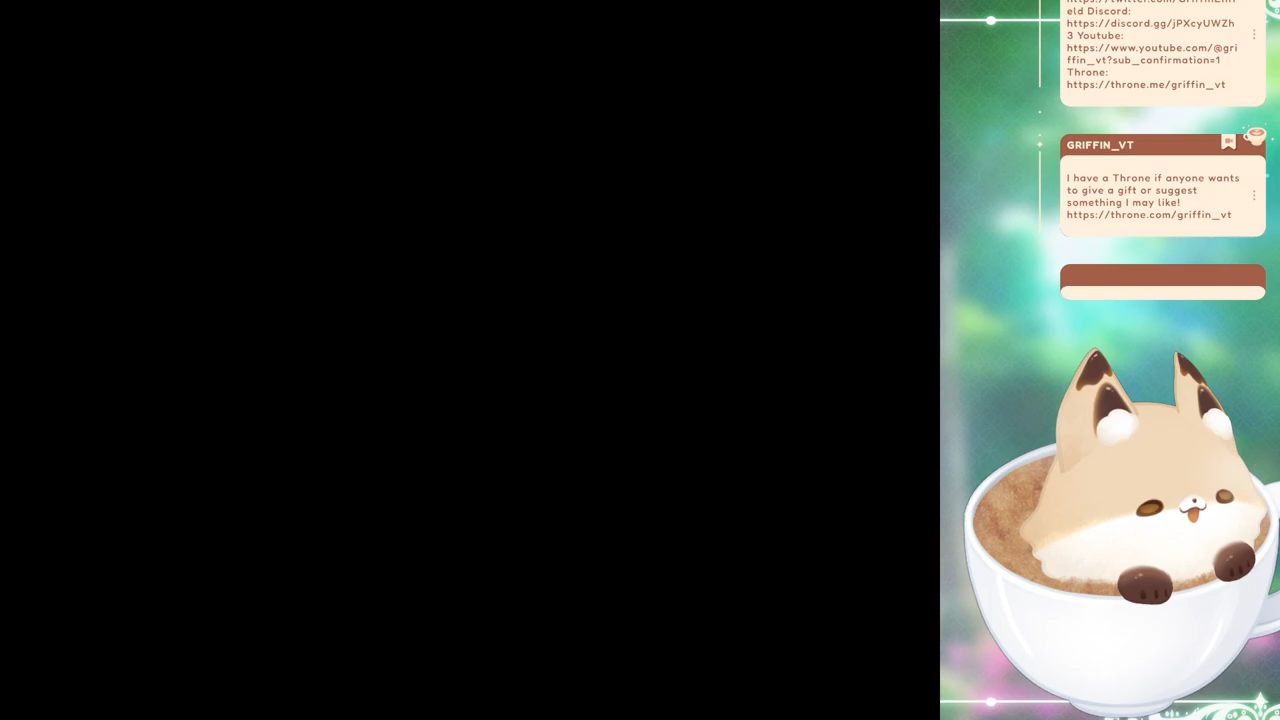 eld Discord:
https://discord.gg/jPXcyUWZh
3 Youtube:
https://www.youtube.com/@gri
ffin_vt?sub_confirmation=1
Throne:
https://throne.me/griffin_vt
GRIFFIN_VT
I have a Throne if anyone wants
to give a gift or suggest
something I may like!
https://throne.com/griffin_vt